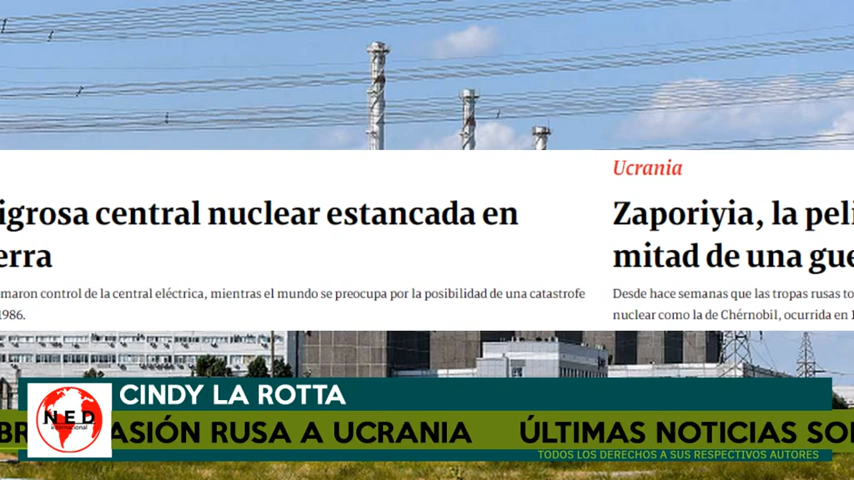 igrosa central nuclear estancada en
erra
maron control de la central eléctrica, mientras el mundo se preocupa por la posibilidad de una catastrofe
1986.
Ucrania
Zaporiyia, la peli
mitad de una gue
Desde hace semanas que las tropas rusas to
nuclear como la de Chérnobil, ocurrida en 1
CINDY LA ROTTA
NED
international
BR
ASIÓN RUSA A UCRANIA ÚLTIMAS NOTICIAS SO
TODOS LOS DERECHOS A SUS RESPECTIVOS AUTORES